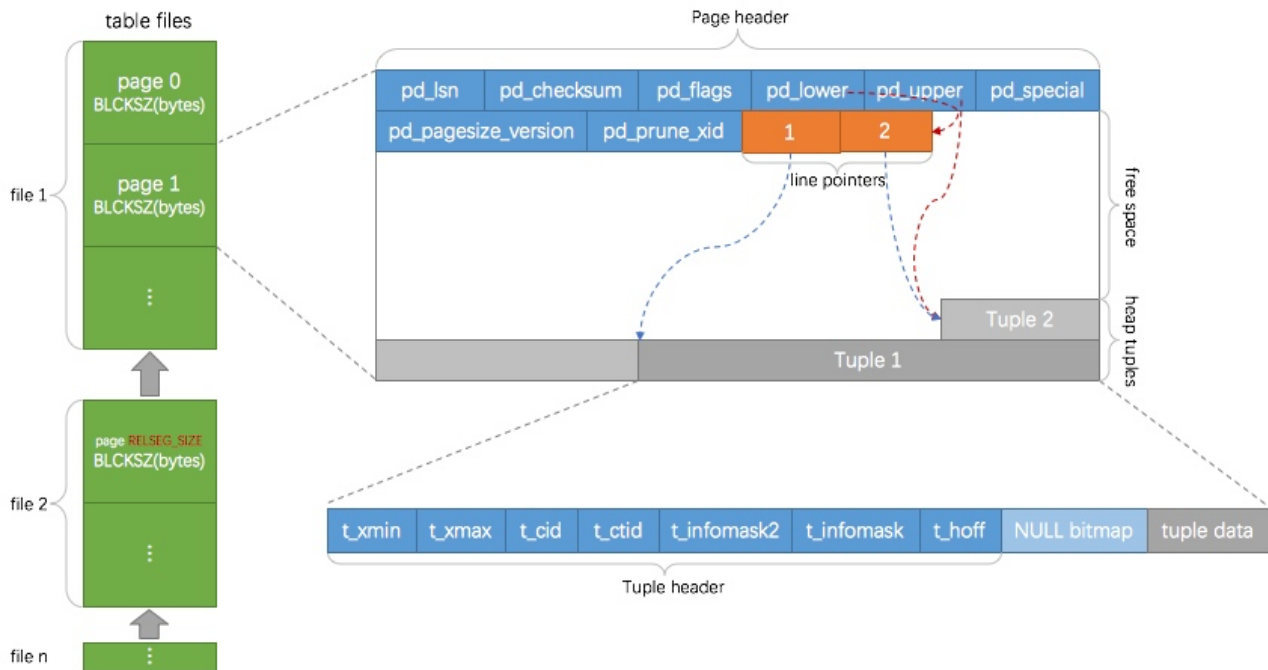 table files
page 0
BLCKSZ(bytes)
page 1
BLCKSZ(bytes)
⋮
file 1
page RELSEG_SIZE
BLCKSZ(bytes)
⋮
file 2
⋮
file n
Page header
pd_lsn pd_checksum pd_flags pd_lower pd_upper pd_special
pd_pagesize_version pd_prune_xid 1 2
line pointers
free space
heap tuples
Tuple 2
Tuple 1
t_xmin t_xmax t_cid t_ctid t_infomask2 t_infomask t_hoff NULL bitmap tuple data
Tuple header